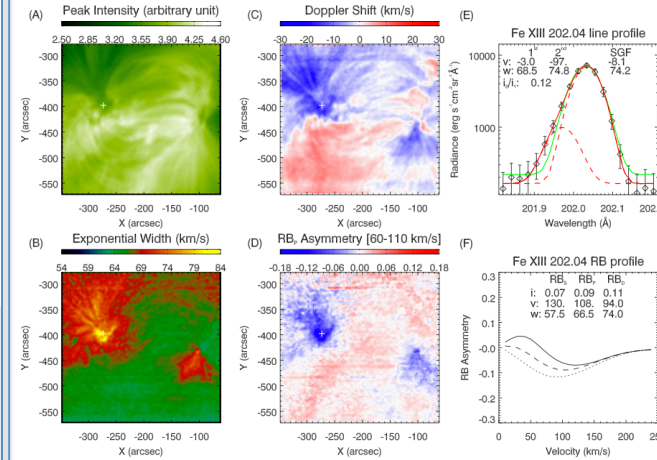 (A)
Peak Intensity (arbitrary unit)
2.50 2.85 3.20 3.55 3.90 4.25 4.60
-300
-350
-400
-450
-500
-550
Y (arcsec)
-350 -300 -250 -200 -150 -100
X (arcsec)
(C)
Doppler Shift (km/s)
-30 -20 -10 0 10 20 30
-300
-350
-400
-450
-500
-550
Y (arcsec)
-350 -300 -250 -200 -150 -100
X (arcsec)
(E)
Fe XIII 202.04 line profile
1st 2nd SGF
v: -3.0 -97. -8.1
w: 68.5 74.8 74.2
i2/i1: 0.12
10000
1000
Radiance (erg s-1cm-2sr-1Å-1)
201.9 202.0 202.1 202.
Wavelength (Å)
(B)
Exponential Width (km/s)
54 59 64 69 74 79 84
-300
-350
-400
-450
-500
-550
Y (arcsec)
-350 -300 -250 -200 -150 -100
X (arcsec)
(D)
RBP Asymmetry [60-110 km/s]
-0.18 -0.12 -0.06 0.00 0.06 0.12 0.18
-300
-350
-400
-450
-500
-550
Y (arcsec)
-350 -300 -250 -200 -150 -100
X (arcsec)
(F)
Fe XIII 202.04 RB profile
RBS RBP RBD
i: 0.07 0.09 0.11
v: 130. 108. 94.0
w: 57.5 66.5 74.0
0.3
0.2
0.1
-0.0
-0.1
-0.2
-0.3
RB Asymmetry
0 50 100 150 200 25
Velocity (km/s)